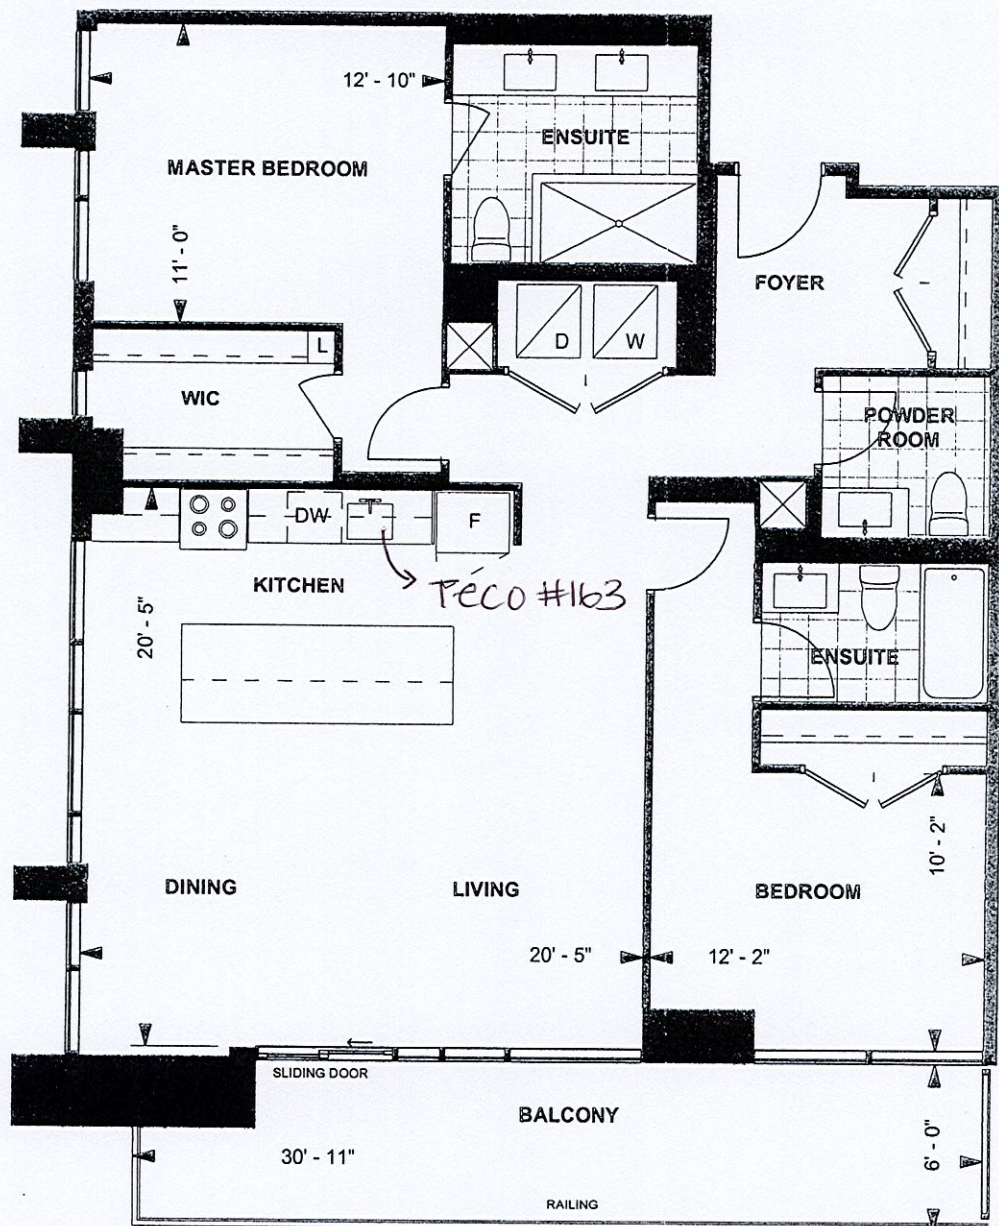 12' - 10"
ENSUITE
MASTER BEDROOM
11' - 0"
FOYER
D
W
L
WIC
POWDER
ROOM
DW
F
KITCHEN
TéCO #163
20' - 5"
ENSUITE
10' - 2"
DINING
LIVING
BEDROOM
20' - 5"
12' - 2"
SLIDING DOOR
BALCONY
6' - 0"
30' - 11"
RAILING